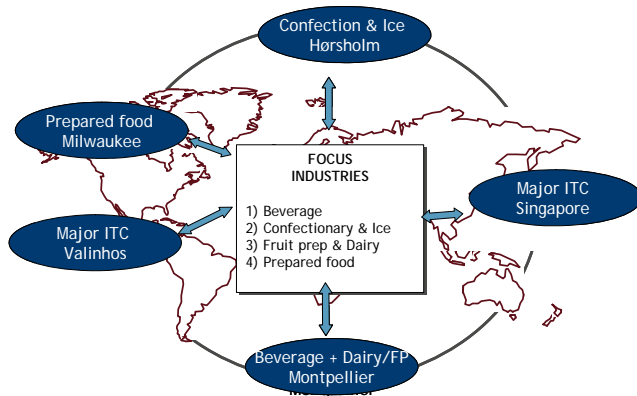 Confection & Ice
Hørsholm
Prepared food
Milwaukee
FOCUS
INDUSTRIES
1) Beverage
2) Confectionary & Ice
3) Fruit prep & Dairy
4) Prepared food
Major ITC
Singapore
Major ITC
Valinhos
Beverage + Dairy/FP
Montpellier